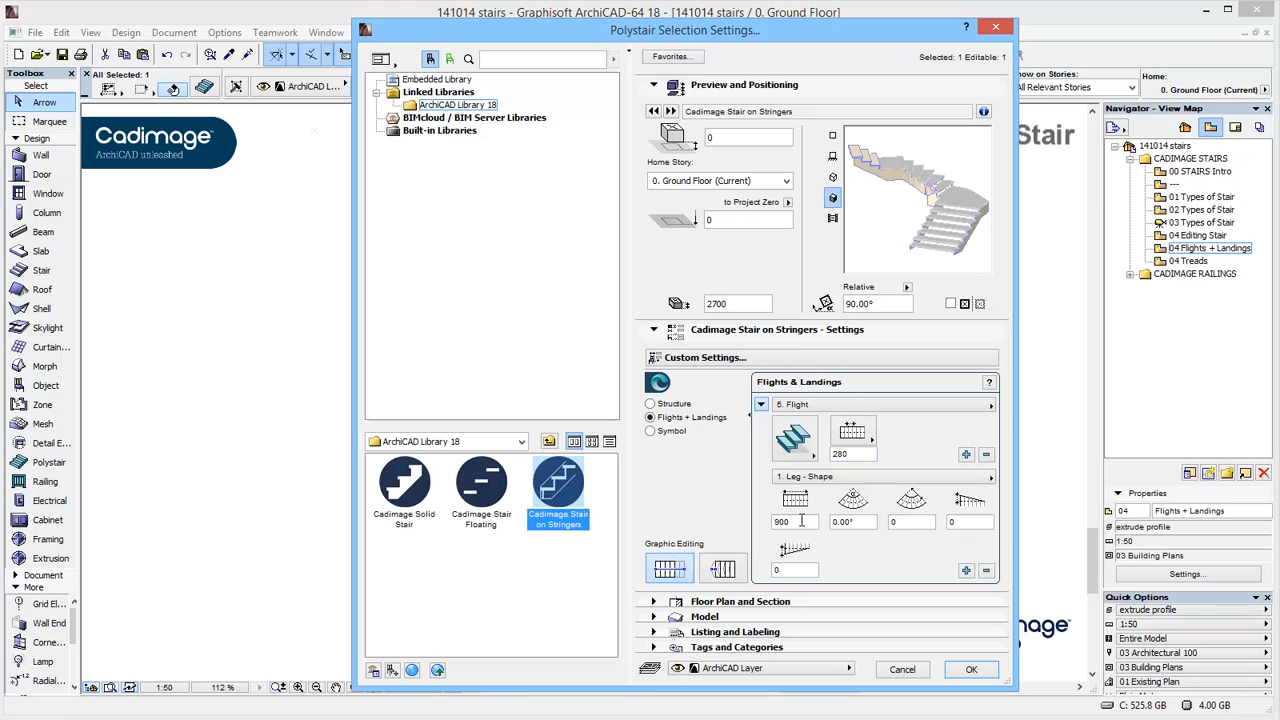 141014 stairs - Graphisoft ArchiCAD-64 18 - [141014 stairs / 0. Ground Floor]
File Edit View Design Document Options Teamwork Window
Polystair Selection Settings...
?
Toolbox
Select
Arrow
Marquee
Design
Wall
Door
Window
Column
Beam
Slab
Stair
Roof
Shell
Skylight
Curtain...
Morph
Object
Zone
Mesh
Detail E...
Polystair
Railing
Electrical
Cabinet
Framing
Extrusion
Document
More
Grid El...
Wall End
Corne...
Lamp
Radial...
All Selected: 1
ArchiCAD L...
Cadimage™
ArchiCAD unleashed
1:50
112 %
Embedded Library
Linked Libraries
ArchiCAD Library 18
BIMcloud / BIM Server Libraries
Built-in Libraries
ArchiCAD Library 18
Cadimage Solid
Stair
Cadimage Stair
Floating
Cadimage Stair
on Stringers
Favorites...
Selected: 1 Editable: 1
Preview and Positioning
Cadimage Stair on Stringers
0
Home Story:
0. Ground Floor (Current)
to Project Zero
0
2700
Relative
90.00°
Cadimage Stair on Stringers - Settings
Custom Settings...
Structure
Flights + Landings
Symbol
Flights & Landings
?
5. Flight
280
1. Leg - Shape
900
0.00°
0
0
0
Graphic Editing
Floor Plan and Section
Model
Listing and Labeling
Tags and Categories
ArchiCAD Layer
Cancel
OK
how on Stories:
All Relevant Stories
Home:
0. Ground Floor (Current)
Stair
mage™
Navigator - View Map
141014 stairs
CADIMAGE STAIRS
00 STAIRS Intro
---
01 Types of Stair
02 Types of Stair
03 Types of Stair
04 Editing Stair
04 Flights + Landings
04 Treads
CADIMAGE RAILINGS
Properties
04
Flights + Landings
extrude profile
1:50
03 Building Plans
Settings...
Quick Options
extrude profile
1:50
Entire Model
03 Architectural 100
03 Building Plans
01 Existing Plan
C: 525.8 GB
4.00 GB